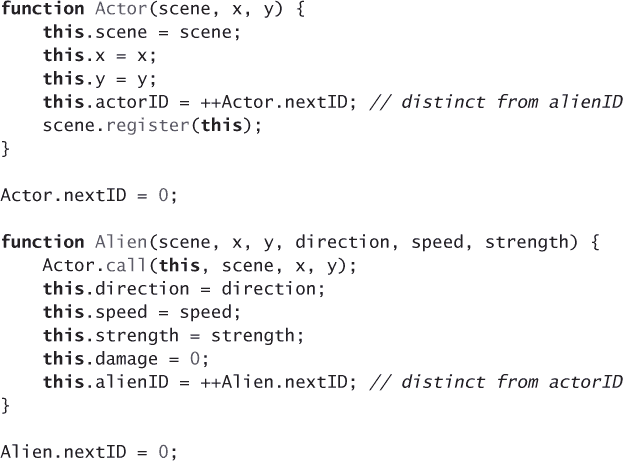 function Actor(scene, x, y) {
    this.scene = scene;
    this.x = x;
    this.y = y;
    this.actorID = ++Actor.nextID; // distinct from alienID
    scene.register(this);
}

Actor.nextID = 0;

function Alien(scene, x, y, direction, speed, strength) {
    Actor.call(this, scene, x, y);
    this.direction = direction;
    this.speed = speed;
    this.strength = strength;
    this.damage = 0;
    this.alienID = ++Alien.nextID; // distinct from actorID
}

Alien.nextID = 0;